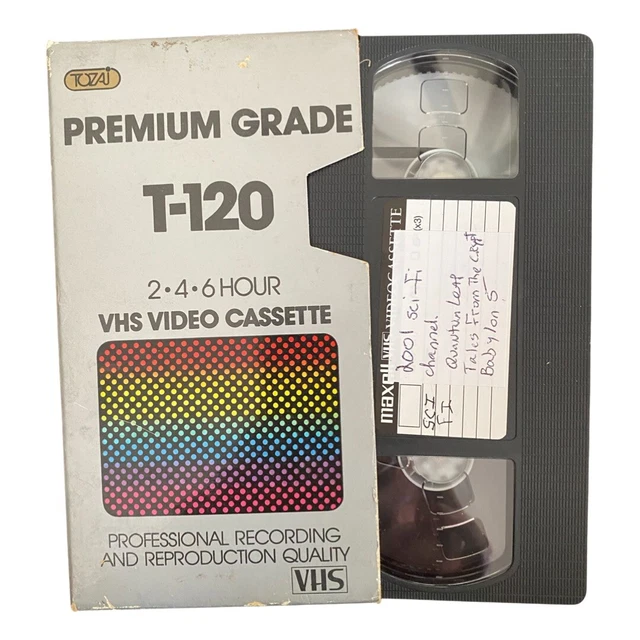 TOZAJ
PREMIUM GRADE
T-120
2•4•6 HOUR
VHS VIDEO CASSETTE
PROFESSIONAL RECORDING
AND REPRODUCTION QUALITY
VHS
maxell VHS VIDEOCASSETTE
(x3)
2001 sci-fi
channel.
Quantum Leap
Tales From The Crypt
Babylon 5
SCI
FI